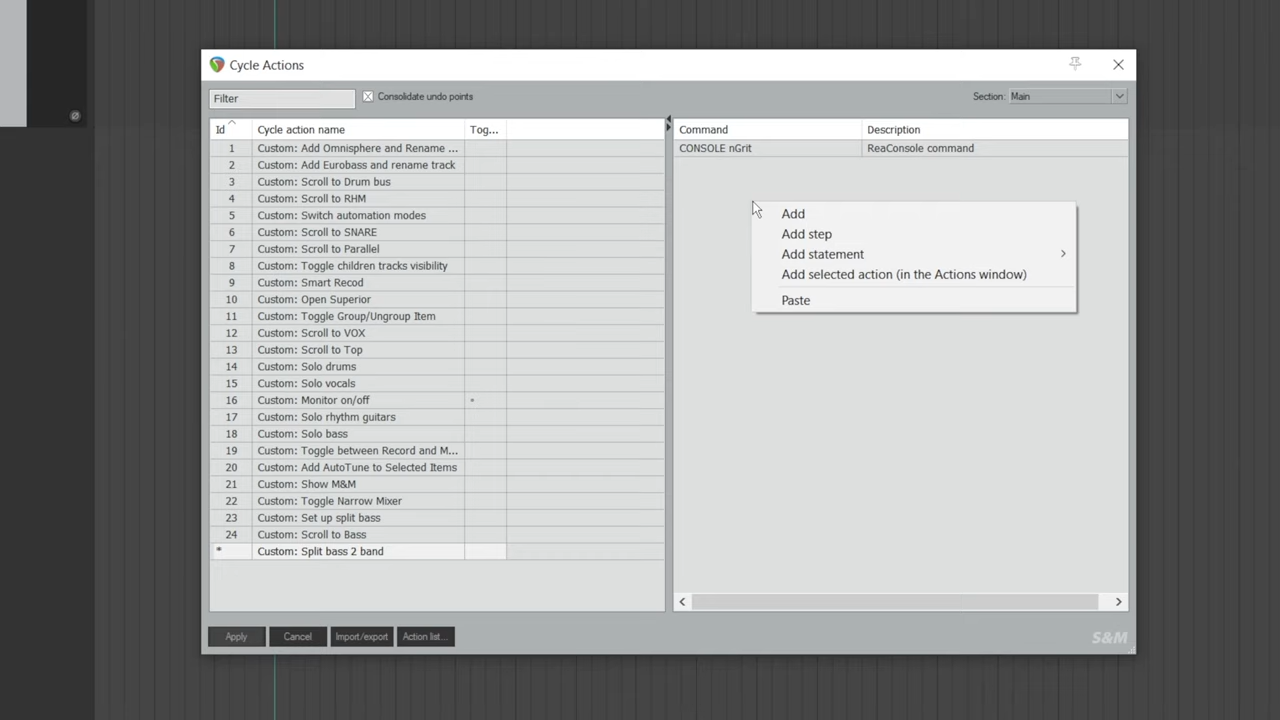 Cycle Actions
Filter
Consolidate undo points
Section: Main
Id Cycle action name Tog...
1 Custom: Add Omnisphere and Rename ...
2 Custom: Add Eurobass and rename track
3 Custom: Scroll to Drum bus
4 Custom: Scroll to RHM
5 Custom: Switch automation modes
6 Custom: Scroll to SNARE
7 Custom: Scroll to Parallel
8 Custom: Toggle children tracks visibility
9 Custom: Smart Recod
10 Custom: Open Superior
11 Custom: Toggle Group/Ungroup Item
12 Custom: Scroll to VOX
13 Custom: Scroll to Top
14 Custom: Solo drums
15 Custom: Solo vocals
16 Custom: Monitor on/off
17 Custom: Solo rhythm guitars
18 Custom: Solo bass
19 Custom: Toggle between Record and M...
20 Custom: Add AutoTune to Selected Items
21 Custom: Show M&M
22 Custom: Toggle Narrow Mixer
23 Custom: Set up split bass
24 Custom: Scroll to Bass
* Custom: Split bass 2 band
Command Description
CONSOLE nGrit ReaConsole command
Add
Add step
Add statement
Add selected action (in the Actions window)
Paste
Apply Cancel Import/export Action list...
S&M